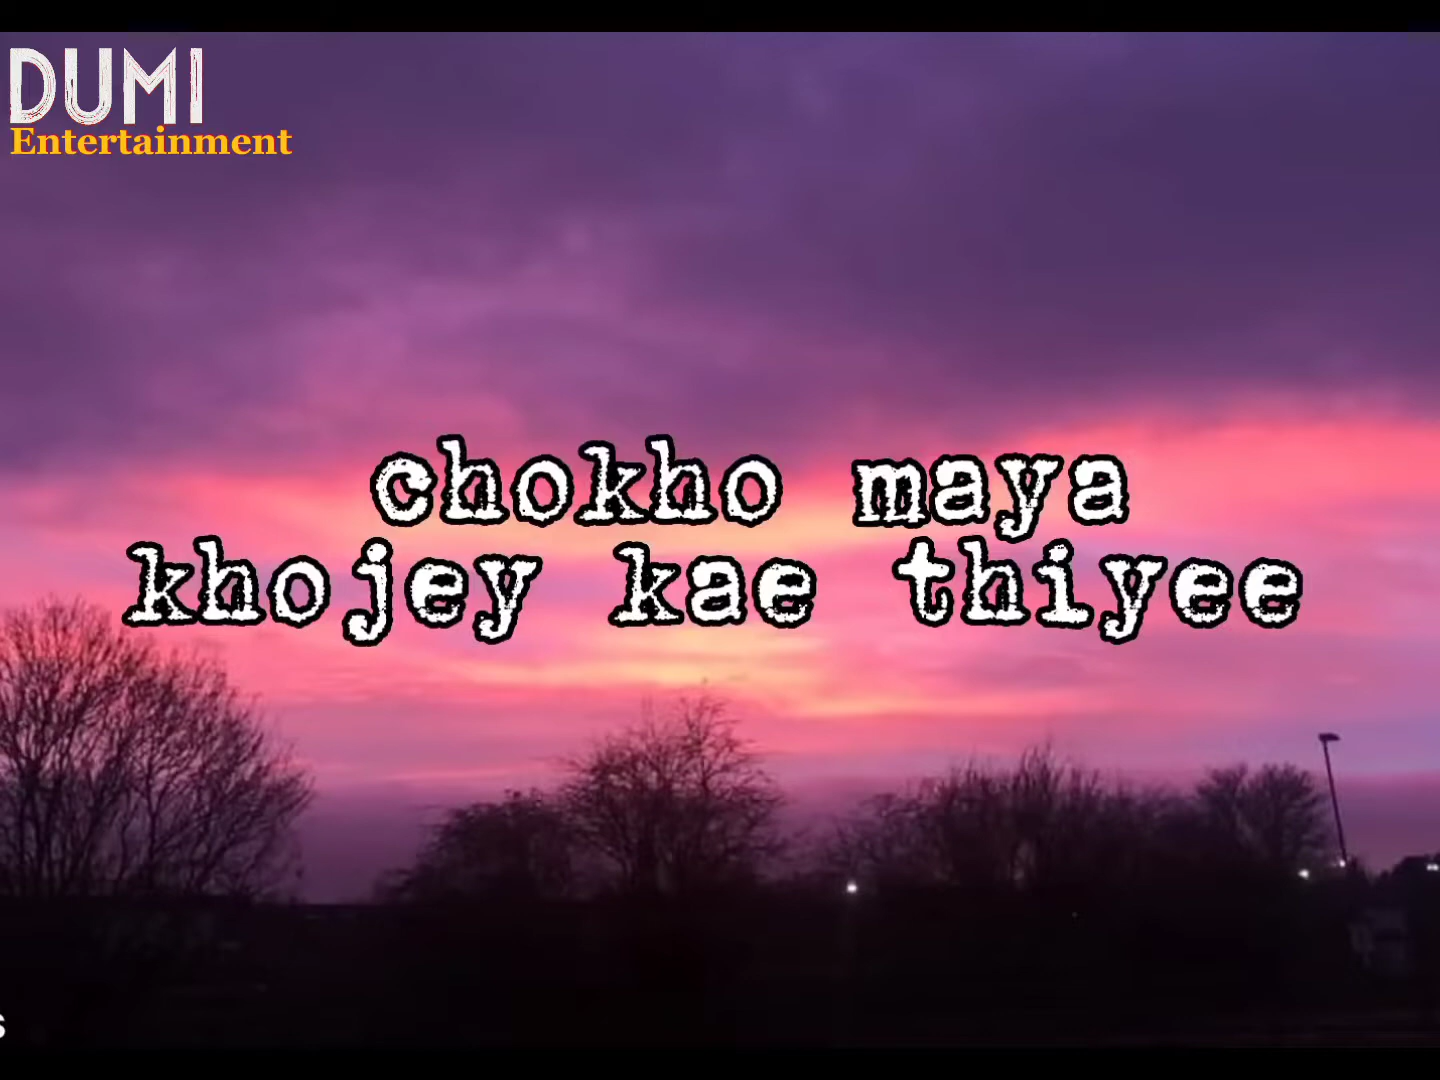 DUMI
Entertainment
chokho maya
khojey kae thiyee
s